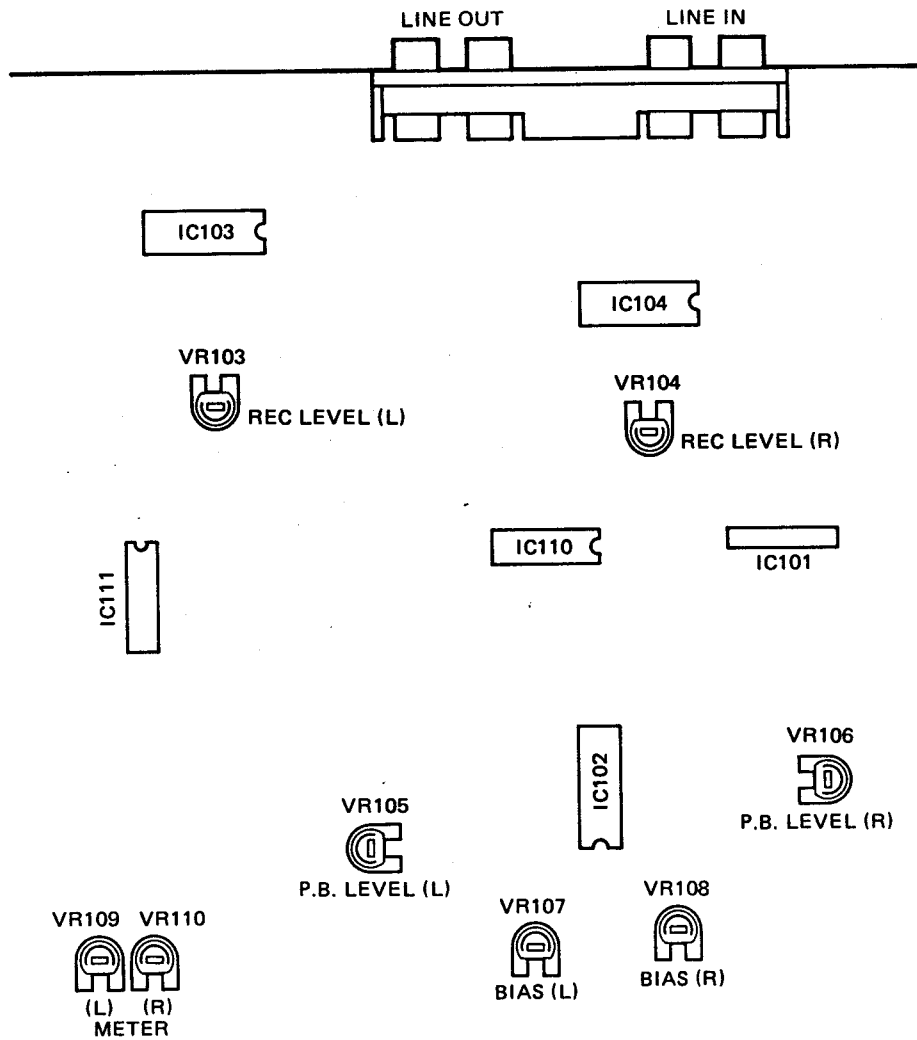 LINE OUT
LINE IN
IC103
IC104
VR103
REC LEVEL (L)
VR104
REC LEVEL (R)
IC111
IC110
IC101
IC102
VR106
P.B. LEVEL (R)
VR105
P.B. LEVEL (L)
VR109 VR110
(L) (R)
METER
VR107
BIAS (L)
VR108
BIAS (R)